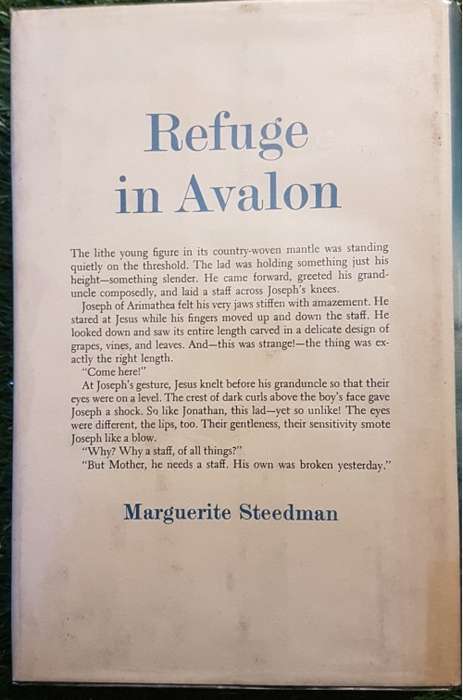 Refuge
in Avalon
The lithe young figure in its country-woven mantle was standing
quietly on the threshold. The lad was holding something just his
height—something slender. He came forward, greeted his grand-
uncle composedly, and laid a staff across Joseph's knees.
Joseph of Arimathea felt his very jaws stiffen with amazement. He
stared at Jesus while his fingers moved up and down the staff. He
looked down and saw its entire length carved in a delicate design of
grapes, vines, and leaves. And—this was strange!—the thing was ex-
actly the right length.
"Come here!"
At Joseph's gesture, Jesus knelt before his granduncle so that their
eyes were on a level. The crest of dark curls above the boy's face gave
Joseph a shock. So like Jonathan, this lad—yet so unlike! The eyes
were different, the lips, too. Their gentleness, their sensitivity smote
Joseph like a blow.
"Why? Why a staff, of all things?"
"But Mother, he needs a staff. His own was broken yesterday."
Marguerite Steedman